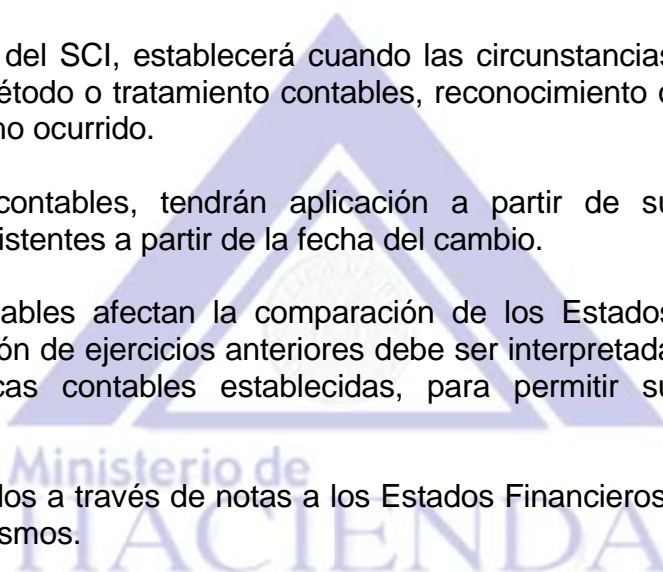 del SCI, establecerá cuando las circunstancias
étodo o tratamiento contables, reconocimiento o
no ocurrido.
contables, tendrán aplicación a partir de su
istentes a partir de la fecha del cambio.
ables afectan la comparación de los Estados
ón de ejercicios anteriores debe ser interpretada
cas contables establecidas, para permitir su
Ministerio de
los a través de notas a los Estados Financieros,
HACIENDA
ismos.